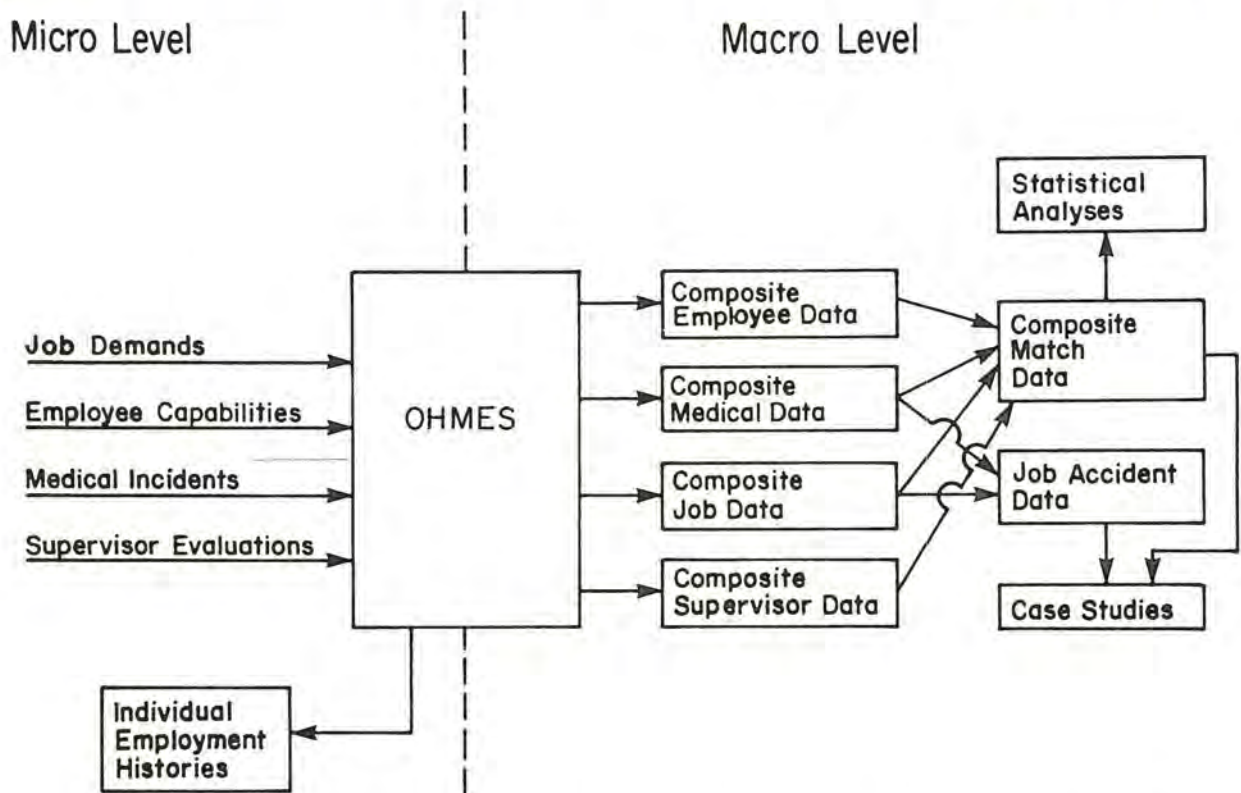 Micro Level
Macro Level
Job Demands
Employee Capabilities
Medical Incidents
Supervisor Evaluations
OHMES
Individual
Employment
Histories
Composite
Employee Data
Composite
Medical Data
Composite
Job Data
Composite
Supervisor Data
Statistical
Analyses
Composite
Match
Data
Job Accident
Data
Case Studies